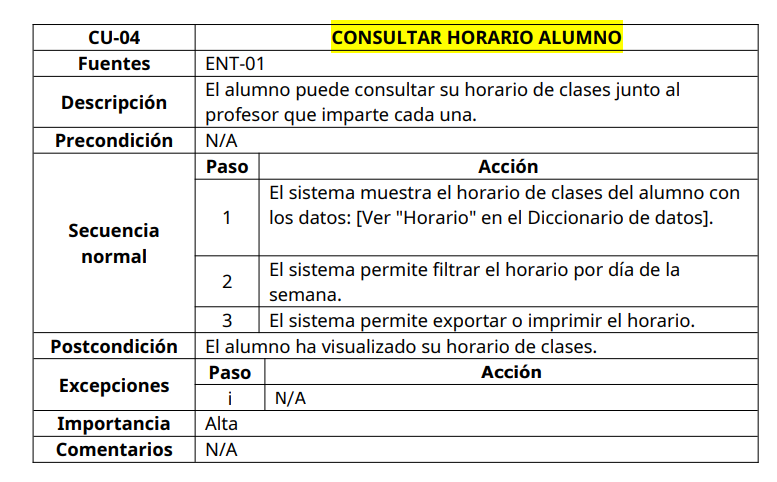 CU-04 CONSULTAR HORARIO ALUMNO
Fuentes ENT-01
Descripción El alumno puede consultar su horario de clases junto al
profesor que imparte cada una.
Precondición N/A
Secuencia normal
Paso Acción
1 El sistema muestra el horario de clases del alumno con
los datos: [Ver "Horario" en el Diccionario de datos].
2 El sistema permite filtrar el horario por día de la
semana.
3 El sistema permite exportar o imprimir el horario.
Postcondición El alumno ha visualizado su horario de clases.
Excepciones
Paso Acción
i N/A
Importancia Alta
Comentarios N/A